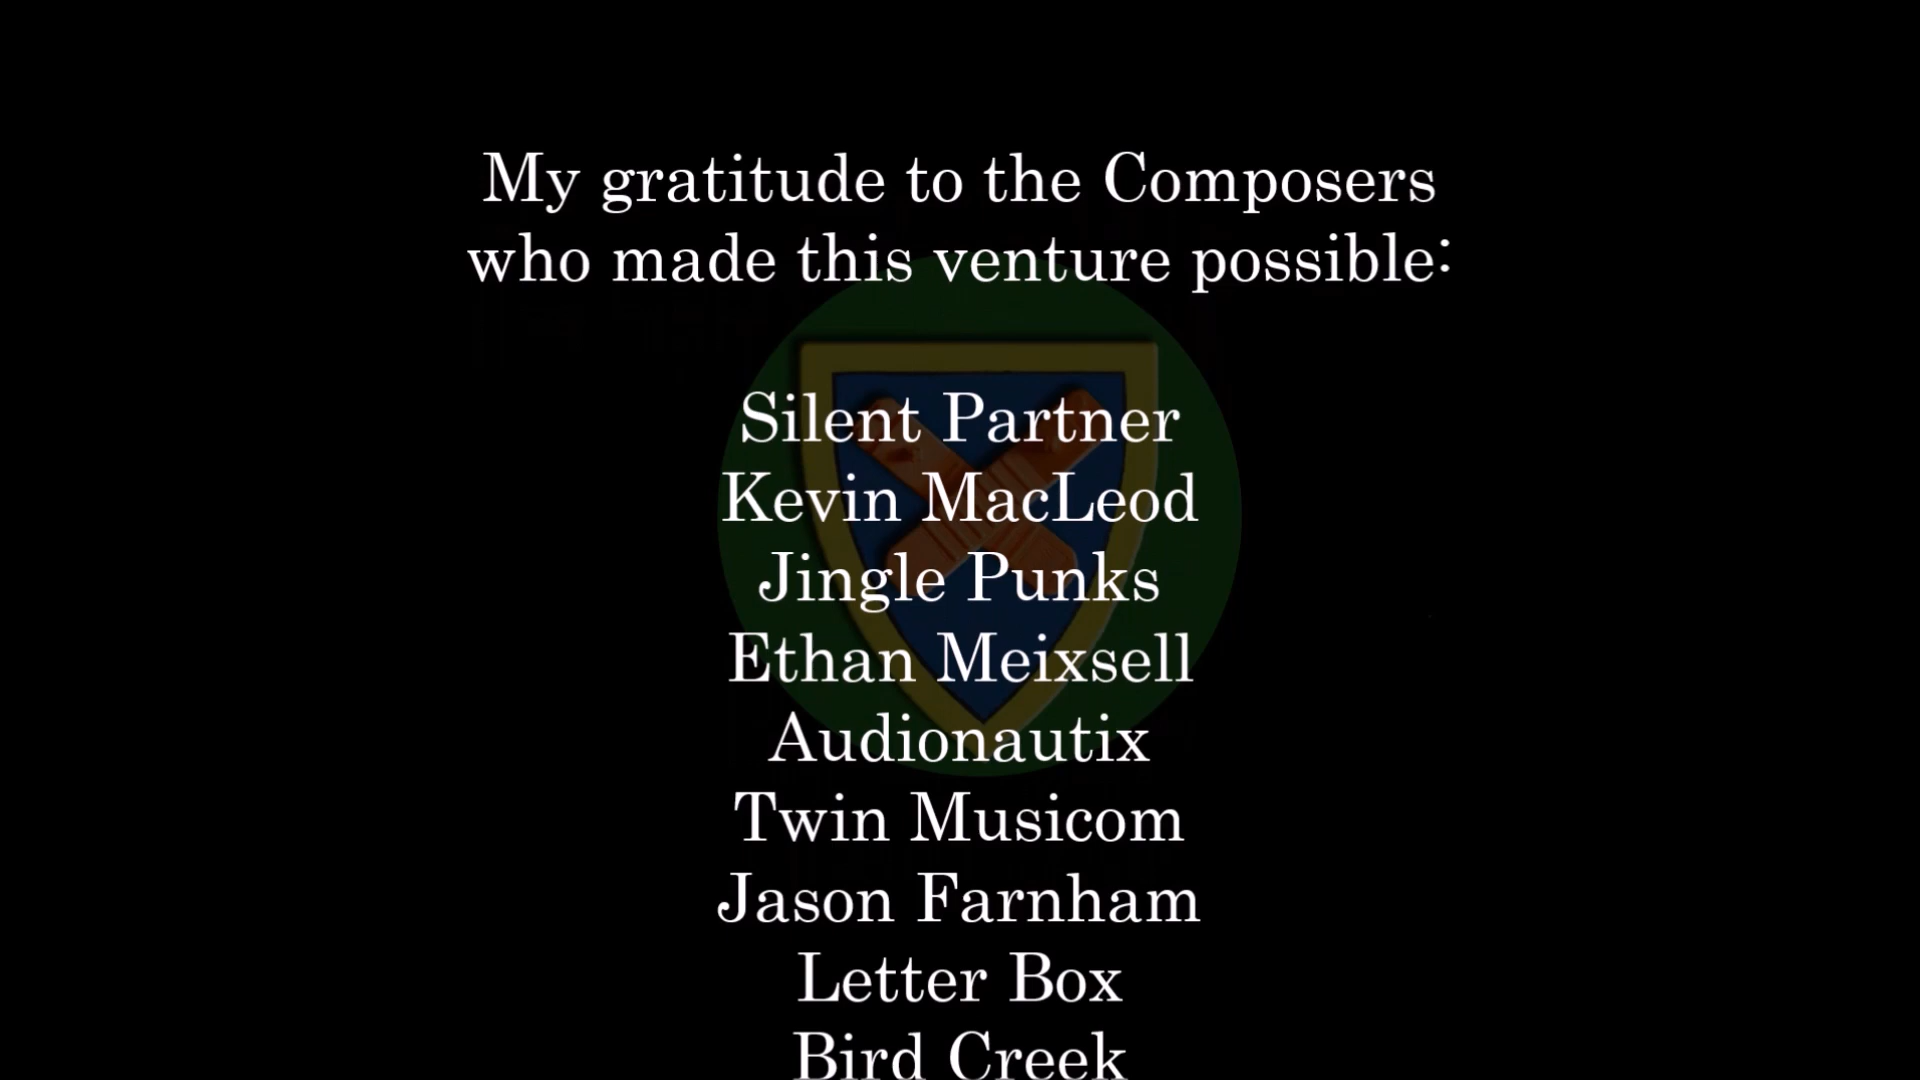 My gratitude to the Composers
who made this venture possible:
Silent Partner
Kevin MacLeod
Jingle Punks
Ethan Meixsell
Audionautix
Twin Musicom
Jason Farnham
Letter Box
Bird Creek